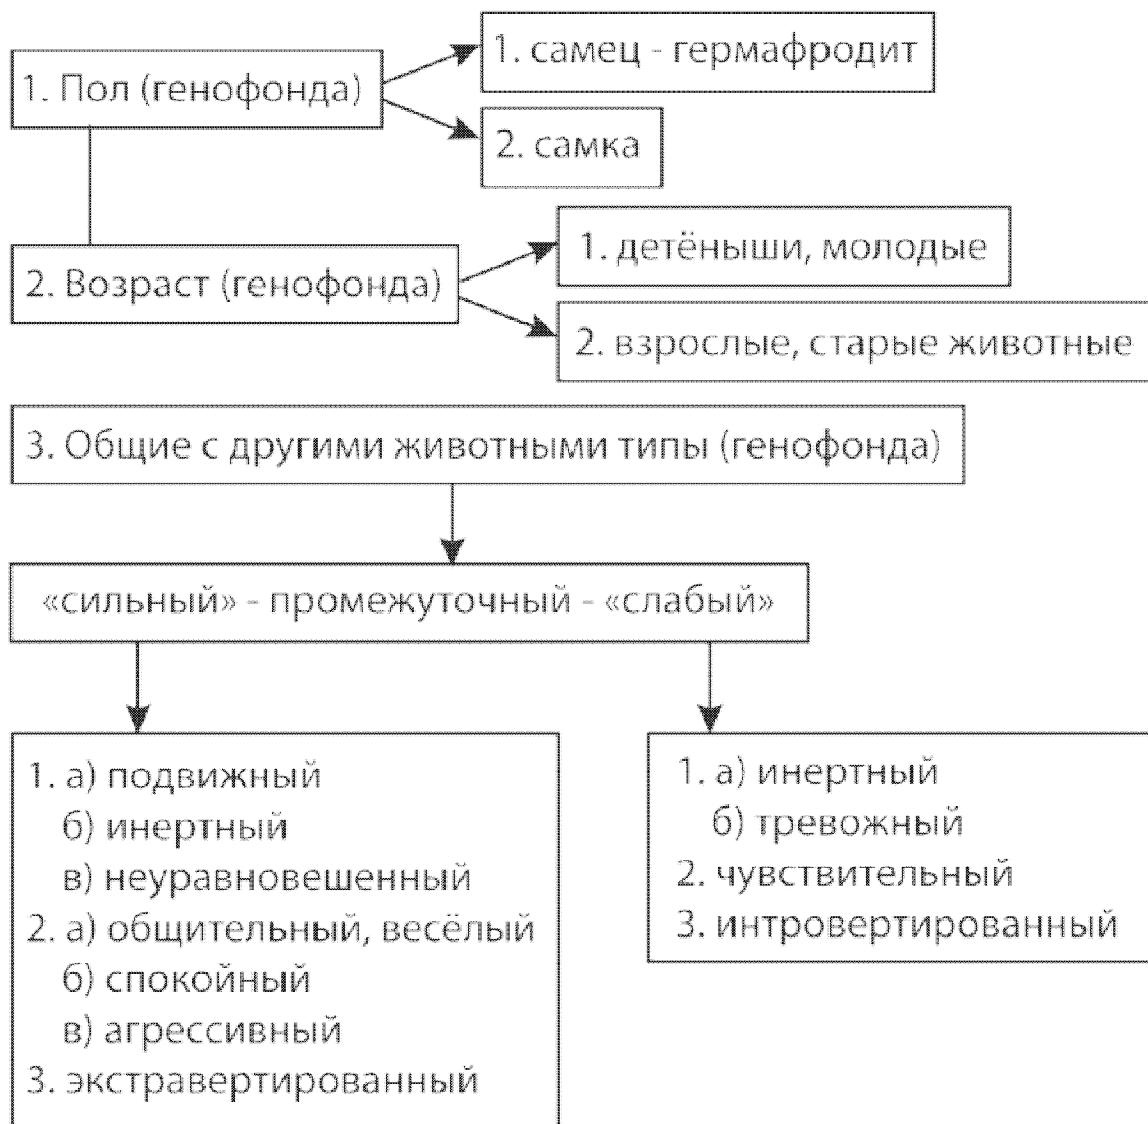 1. Пол (генофонда)
1. самец - гермафродит
2. самка
2. Возраст (генофонда)
1. детёныши, молодые
2. взрослые, старые животные
3. Общие с другими животными типы (генофонда)
«сильный» - промежуточный - «слабый»
1. а) подвижный
б) инертный
в) неуравновешенный
2. а) общительный, весёлый
б) спокойный
в) агрессивный
3. экстравертированный
1. а) инертный
б) тревожный
2. чувствительный
3. интровертированный